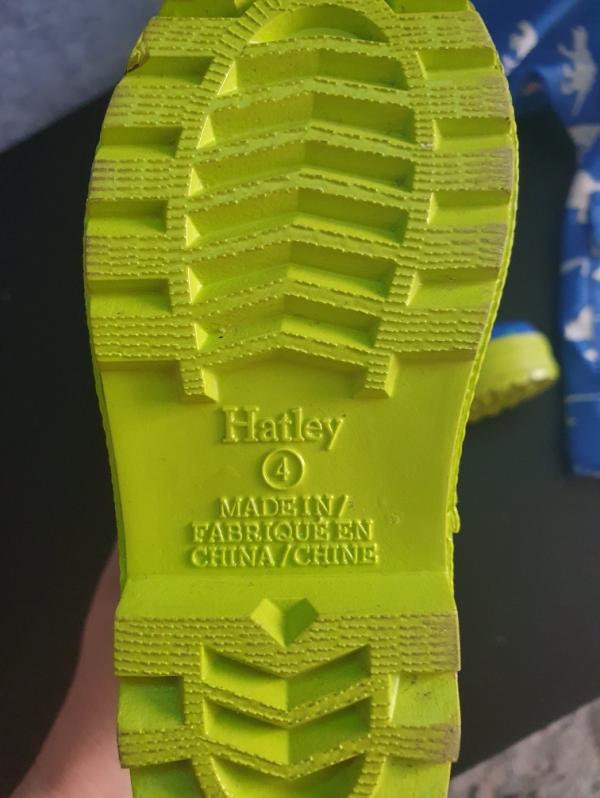 Hatley
4
MADE IN/
FABRIQUÉ EN
CHINA/CHINE